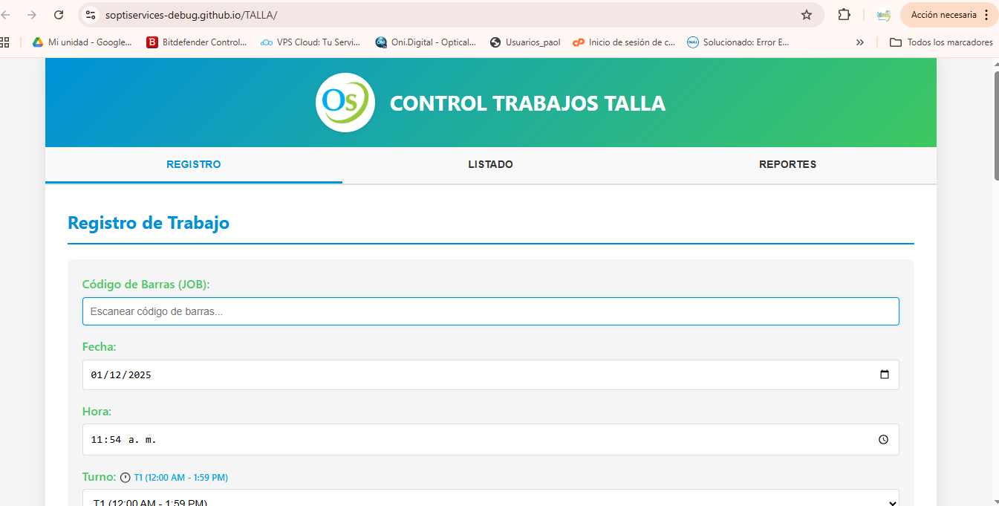 soptiservices-debug.github.io/TALLA/
Acción necesaria
Mi unidad - Google...
B Bitdefender Control...
VPS Cloud: Tu Servi...
ONI Oni.Digital - Optical...
Usuarios_paol
cP Inicio de sesión de c...
DELL Solucionado: Error E...
Todos los marcadores
Os
CONTROL TRABAJOS TALLA
REGISTRO
LISTADO
REPORTES
Registro de Trabajo
Código de Barras (JOB):
Escanear código de barras...
Fecha:
01/12/2025
Hora:
11:54 a. m.
Turno: T1 (12:00 AM - 1:59 PM)
T1 (12:00 AM - 1:59 PM)